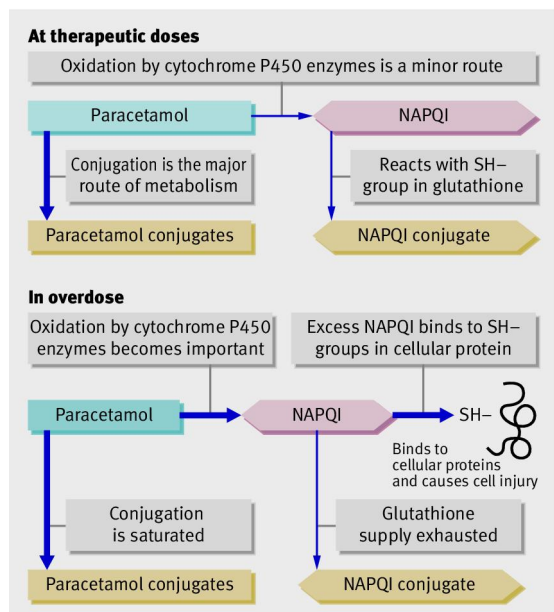 At therapeutic doses
Oxidation by cytochrome P450 enzymes is a minor route
Paracetamol
NAPQI
Conjugation is the major
route of metabolism
Reacts with SH–
group in glutathione
Paracetamol conjugates
NAPQI conjugate
In overdose
Oxidation by cytochrome P450
enzymes becomes important
Excess NAPQI binds to SH–
groups in cellular protein
Paracetamol
NAPQI
SH–
Binds to
cellular proteins
and causes cell injury
Conjugation
is saturated
Glutathione
supply exhausted
Paracetamol conjugates
NAPQI conjugate